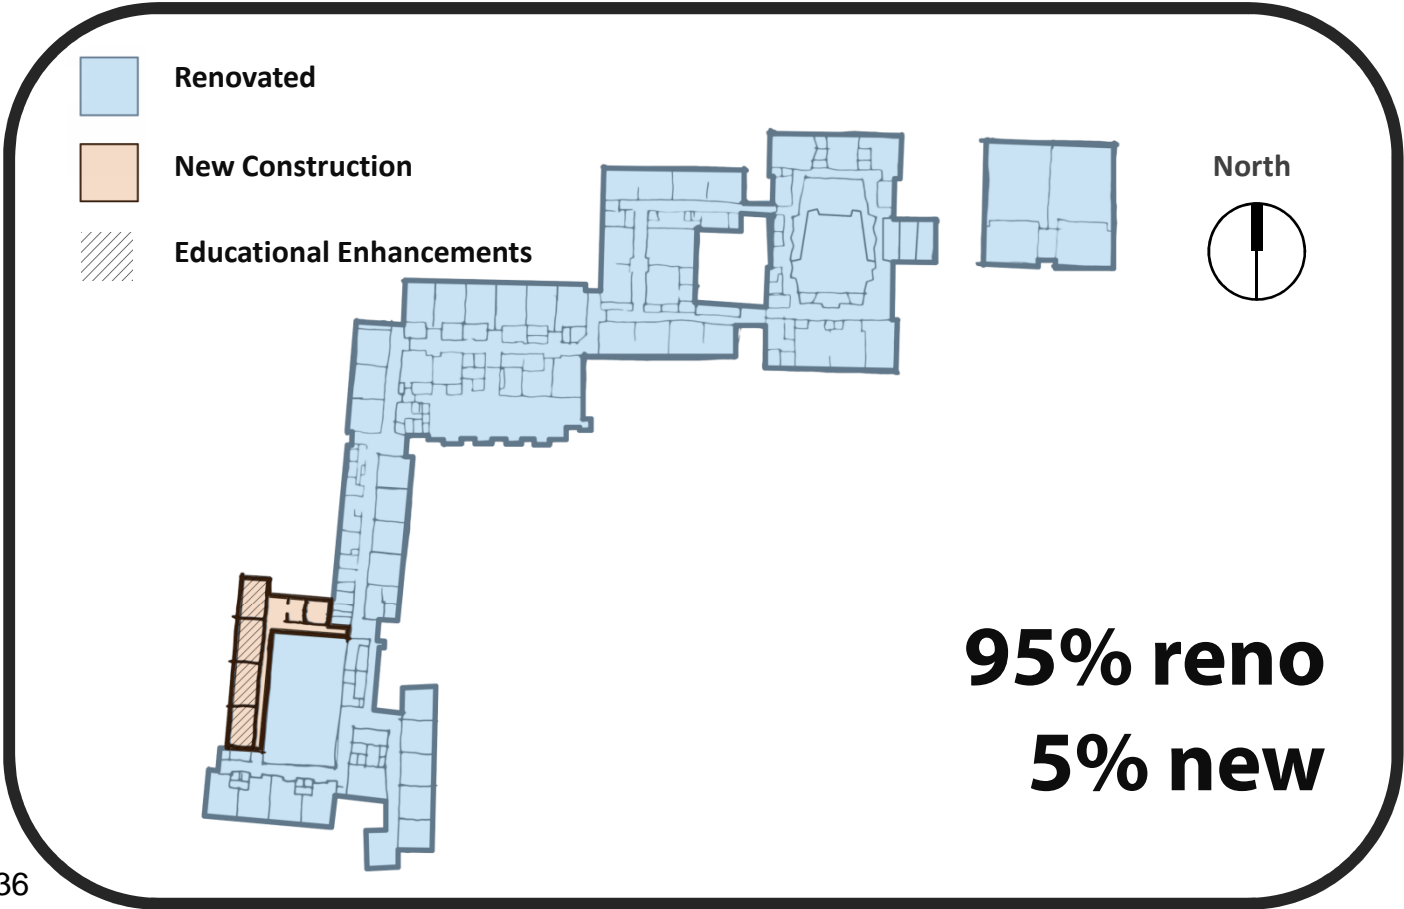 Renovated
New Construction
North
Educational Enhancements
95% reno
5% new
36